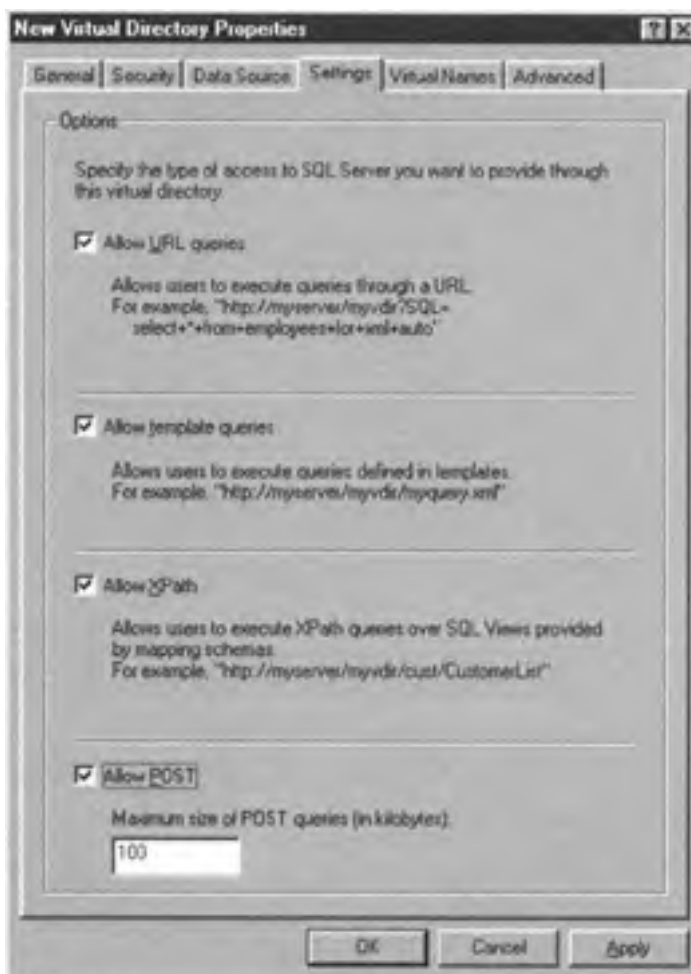 New Virtual Directory Properties
General Security Data Source Settings Virtual Names Advanced
Options
Specify the type of access to SQL Server you want to provide through
this virtual directory.
Allow URL queries
Allows users to execute queries through a URL.
For example, "http://myserver/myvdir?SQL=
select+*+from+employees+for+xml+auto"
Allow template queries
Allows users to execute queries defined in templates.
For example, "http://myserver/myvdir/myquery.xml"
Allow XPath
Allows users to execute XPath queries over SQL Views provided
by mapping schemas
For example, "http://myserver/myvdir/cust/CustomerList"
Allow POST
Maximum size of POST queries (in kilobytes):
100
OK Cancel Apply